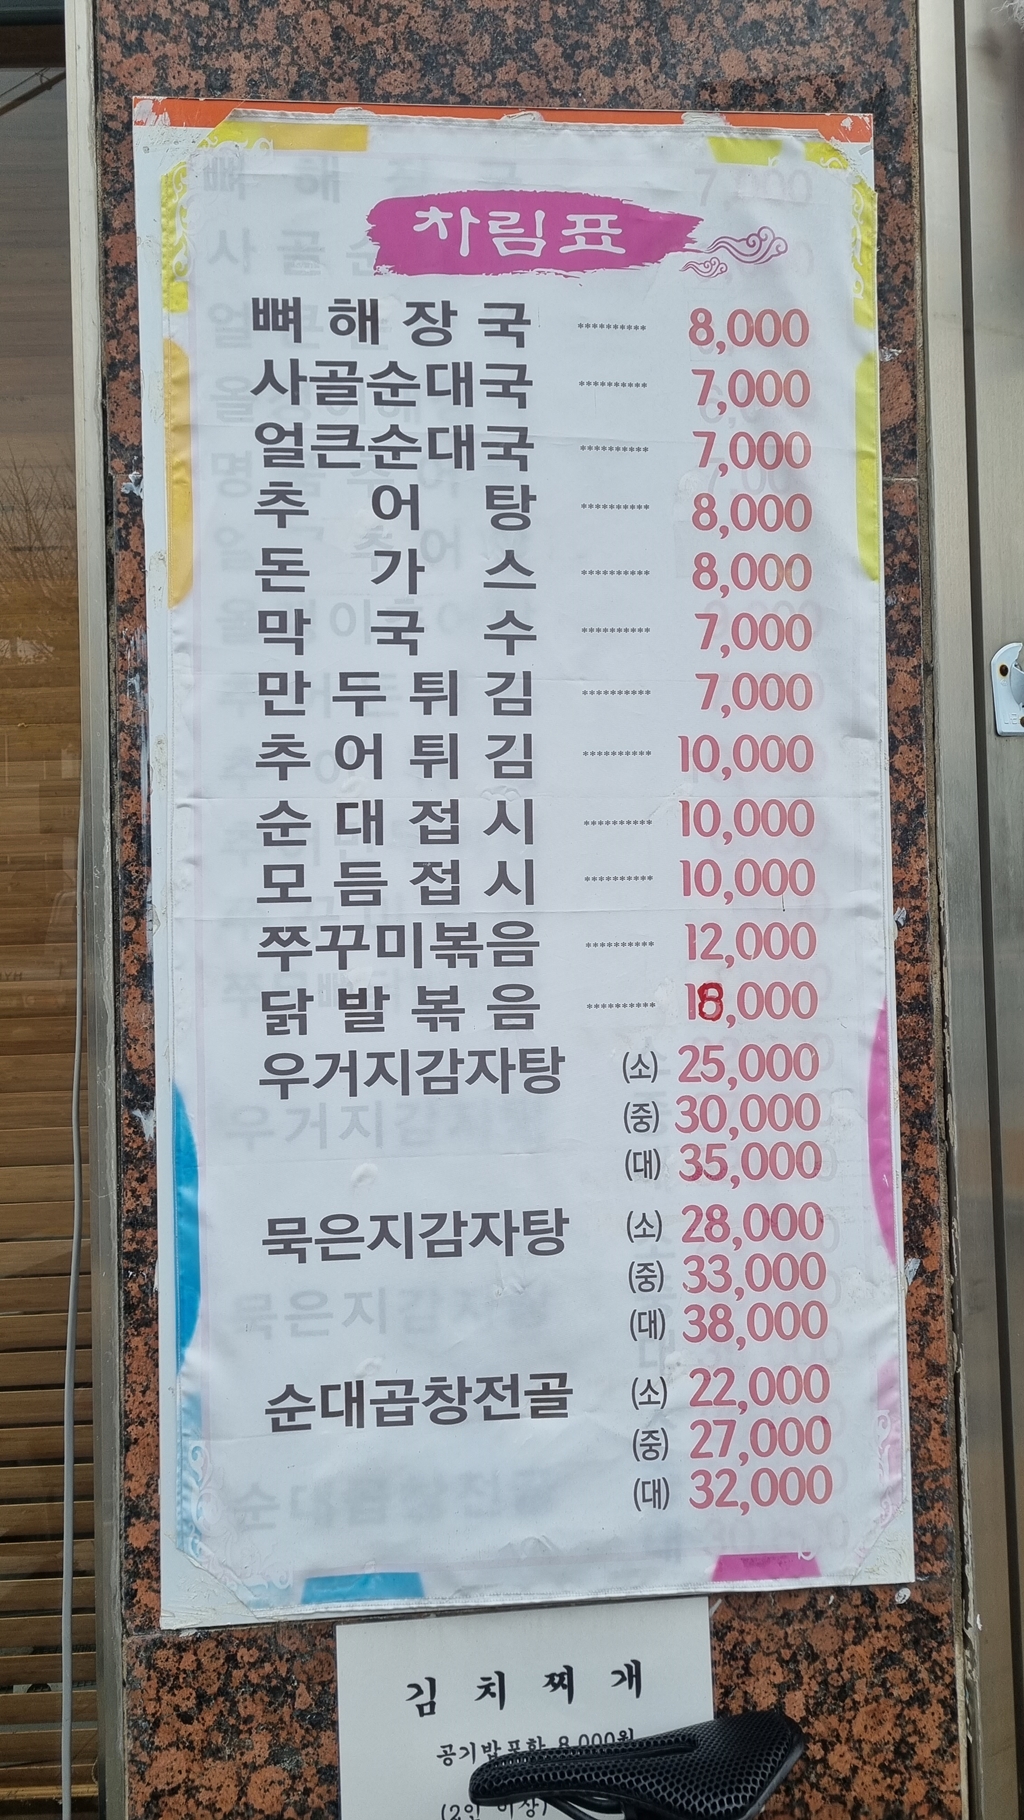 차림표
뼈해장국 ********** 8,000
사골순대국 ********** 7,000
얼큰순대국 ********** 7,000
추어탕 ********** 8,000
돈가스 ********** 8,000
막국수 ********** 7,000
만두튀김 ********** 7,000
추어튀김 ********** 10,000
순대접시 ********** 10,000
모듬접시 ********** 10,000
쭈꾸미볶음 ********** 12,000
닭발볶음 ********** 18,000
우거지감자탕 (소) 25,000
(중) 30,000
(대) 35,000
묵은지감자탕 (소) 28,000
(중) 33,000
(대) 38,000
순대곱창전골 (소) 22,000
(중) 27,000
(대) 32,000
김치찌개
공기밥포함 8,000원
(2인 이상)